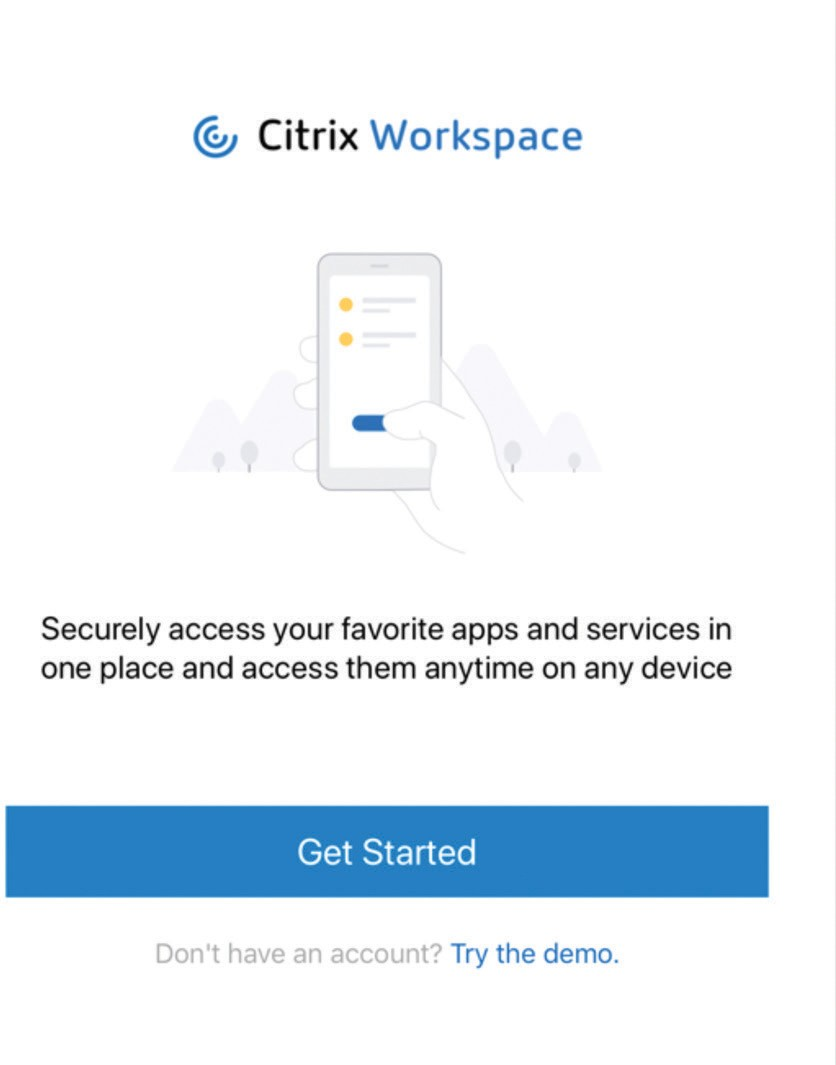 Citrix Workspace
Securely access your favorite apps and services in
one place and access them anytime on any device
Get Started
Don't have an account? Try the demo.